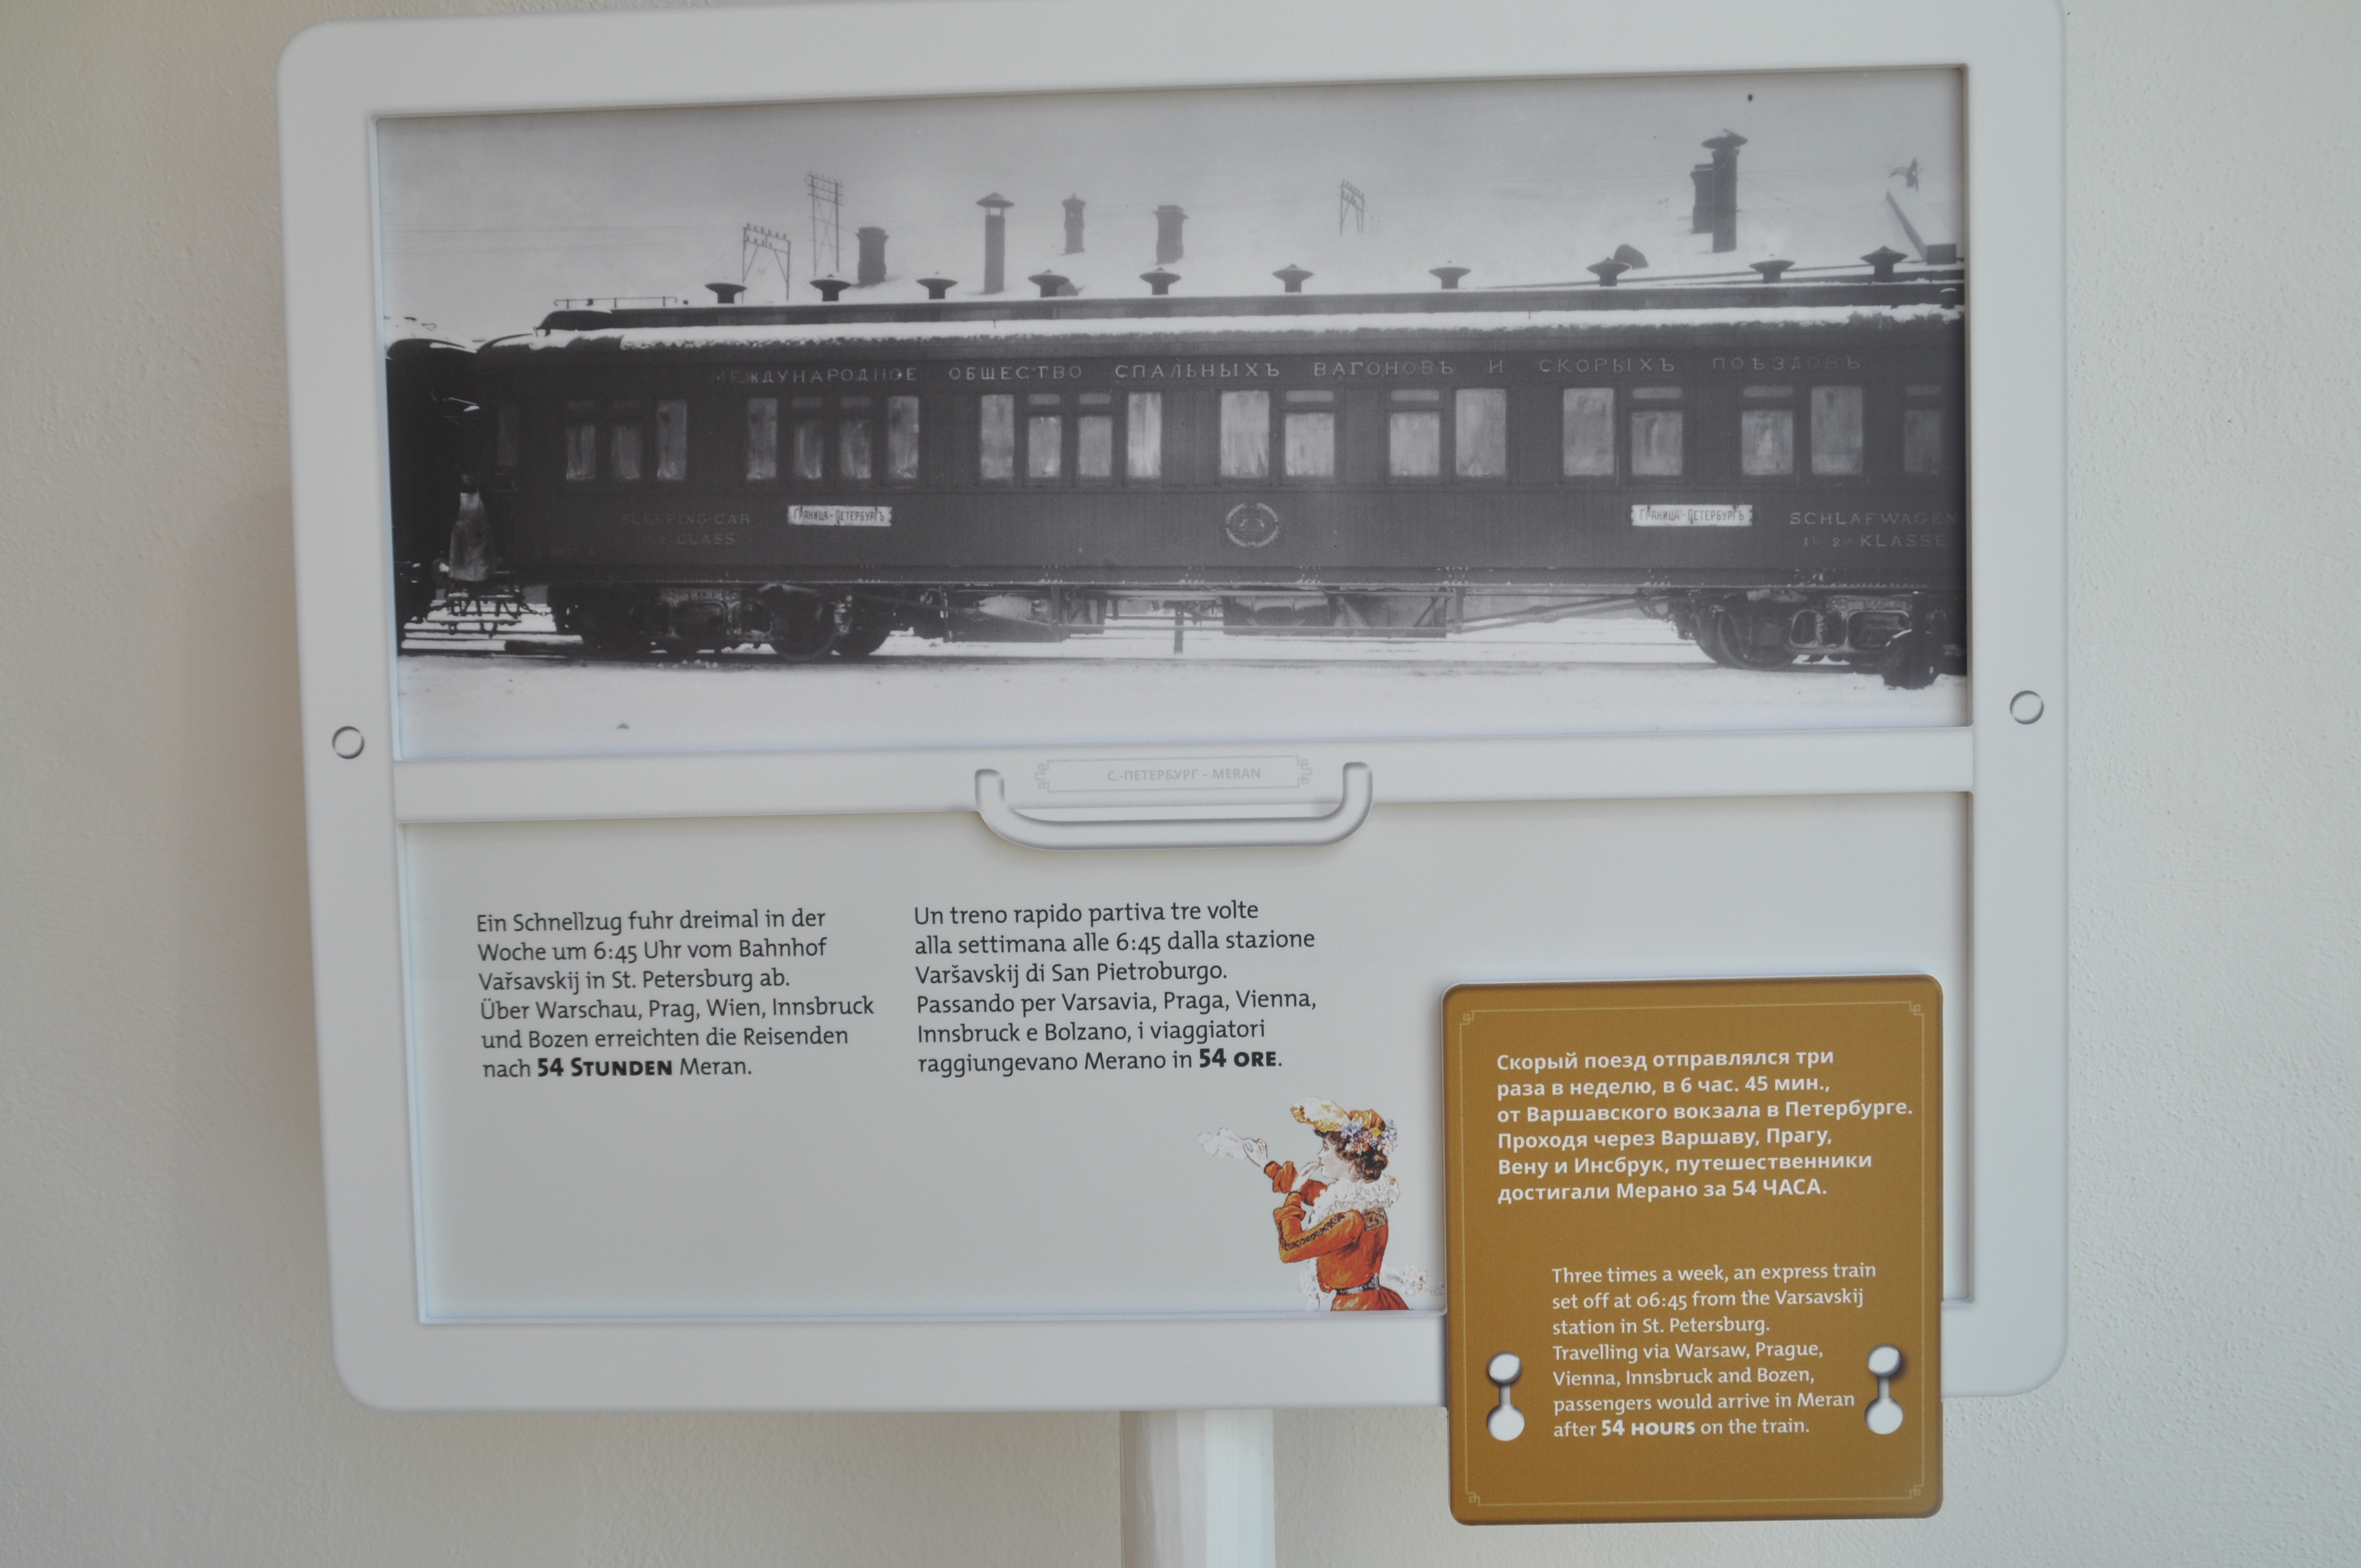 МЕЖДУНАРОДНОЕ ОБЩЕСТВО СПАЛЬНЫХЪ ВАГОНОВЪ И СКОРЫХЪ ПОѢЗДОВЪ
SLEEPING-CAR
CLASS
ГРАНИЦА-ПЕТЕРБУРГЪ
ГРАНИЦА-ПЕТЕРБУРГЪ
SCHLAFWAGEN
KLASSE
С.-ПЕТЕРБУРГ – MERAN
Ein Schnellzug fuhr dreimal in der
Woche um 6:45 Uhr vom Bahnhof
Vařsavskij in St. Petersburg ab.
Über Warschau, Prag, Wien, Innsbruck
und Bozen erreichten die Reisenden
nach 54 STUNDEN Meran.
Un treno rapido partiva tre volte
alla settimana alle 6:45 dalla stazione
Varšavskij di San Pietroburgo.
Passando per Varsavia, Praga, Vienna,
Innsbruck e Bolzano, i viaggiatori
raggiungevano Merano in 54 ORE.
Скорый поезд отправлялся три
раза в неделю, в 6 час. 45 мин.,
от Варшавского вокзала в Петербурге.
Проходя через Варшаву, Прагу,
Вену и Инсбрук, путешественники
достигали Мерано за 54 ЧАСА.
Three times a week, an express train
set off at 06:45 from the Varsavskij
station in St. Petersburg.
Travelling via Warsaw, Prague,
Vienna, Innsbruck and Bozen,
passengers would arrive in Meran
after 54 HOURS on the train.